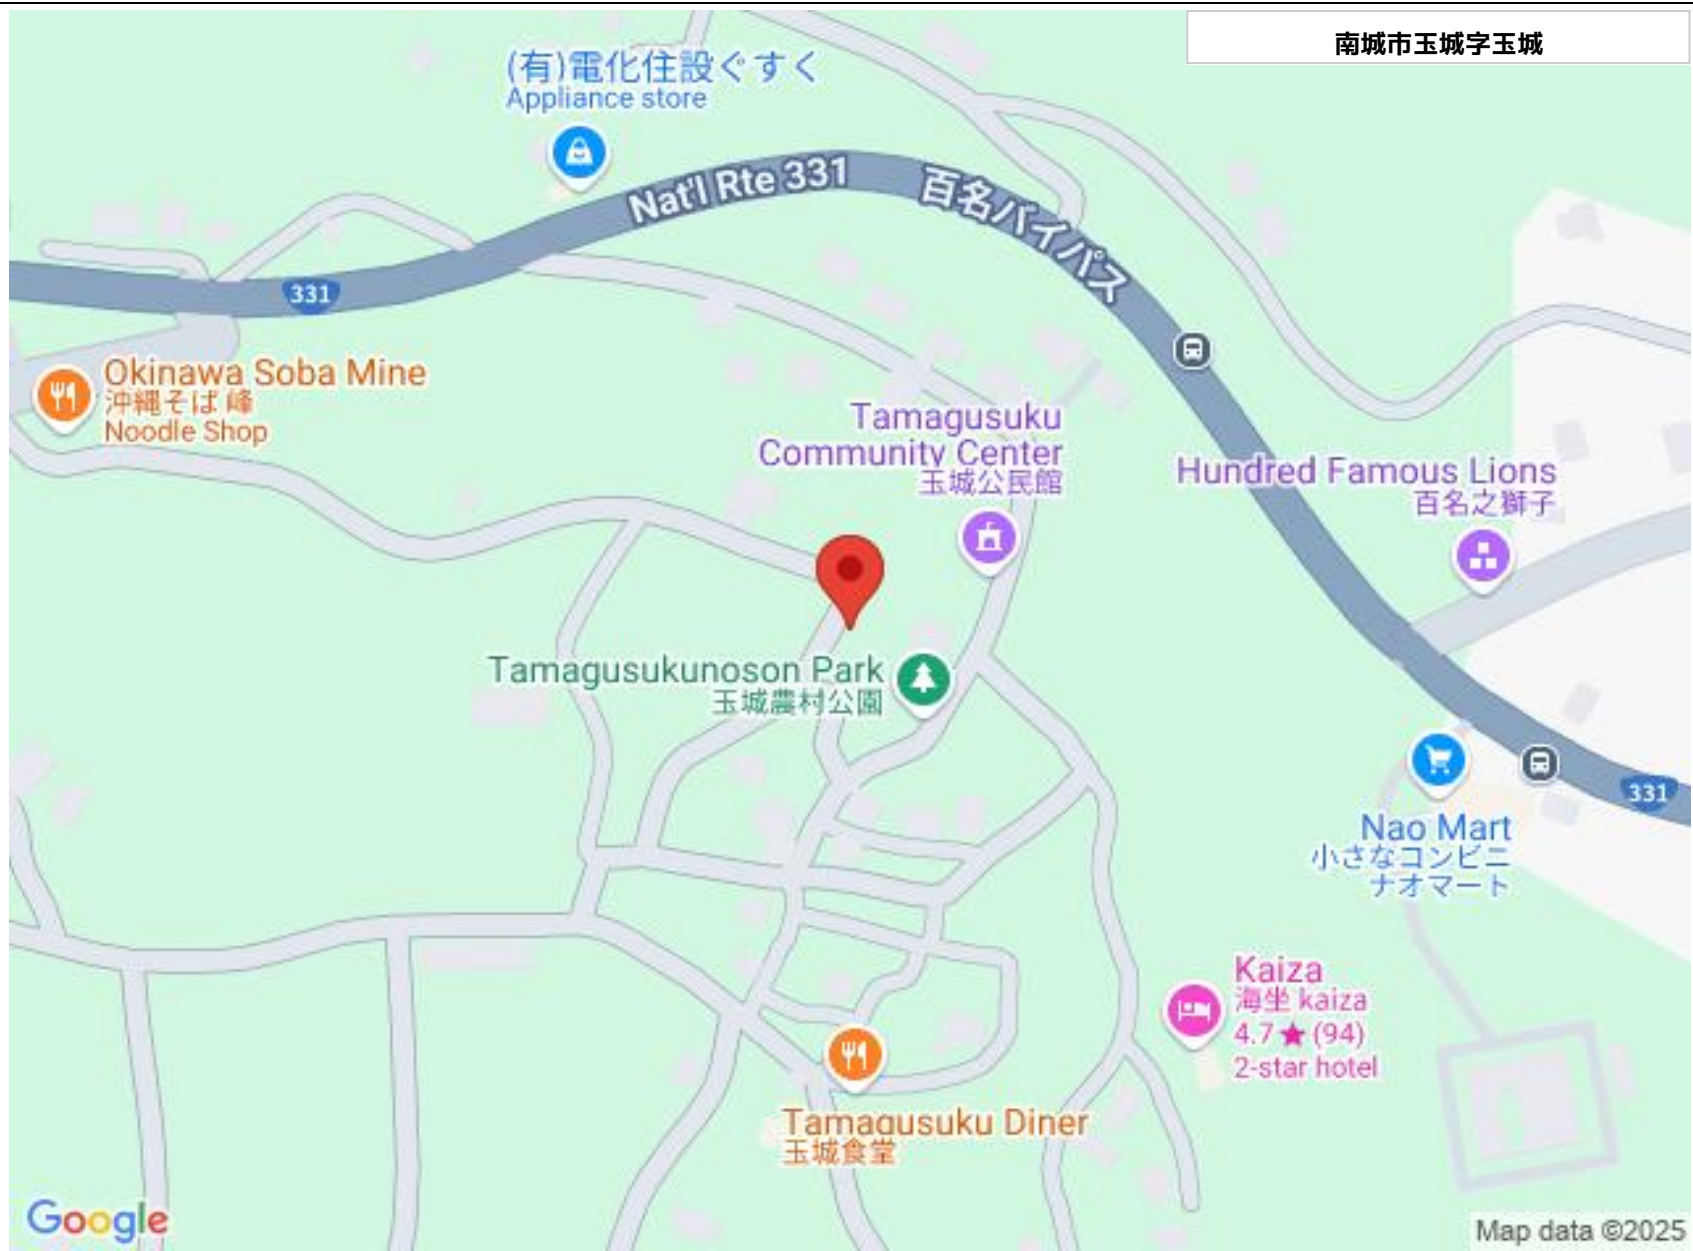 南城市玉城字玉城
(有)電化住設ぐすく
Appliance store
Nat'l Rte 331
百名バイパス
331
Okinawa Soba Mine
沖縄そば 峰
Noodle Shop
Tamagusuku
Community Center
玉城公民館
Hundred Famous Lions
百名之獅子
Tamagusukunoson Park
玉城農村公園
331
Nao Mart
小さなコンビニ
ナオマート
Kaiza
海坐 kaiza
4.7 ★ (94)
2-star hotel
Tamagusuku Diner
玉城食堂
Google
Map data ©2025